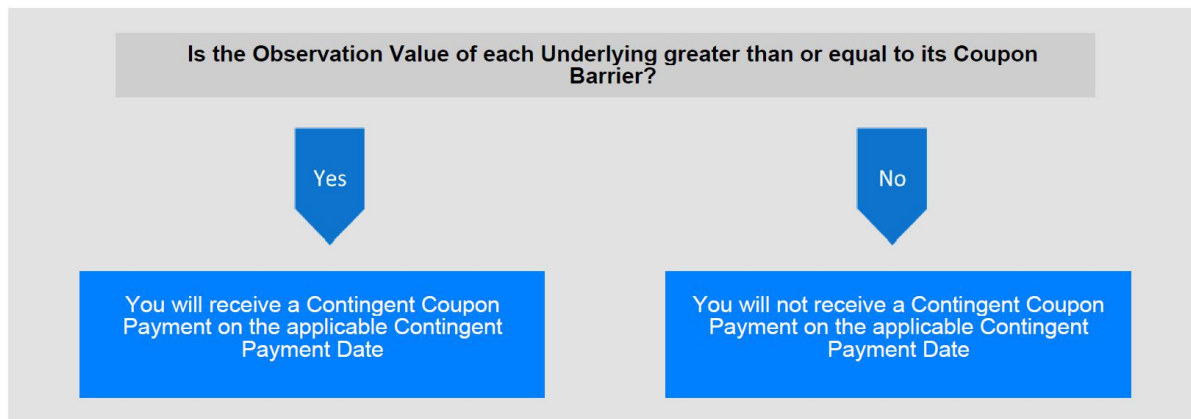 Is the Observation Value of each Underlying greater than or equal to its Coupon
Barrier?
Yes
No
You will receive a Contingent Coupon
Payment on the applicable Contingent
Payment Date
You will not receive a Contingent Coupon
Payment on the applicable Contingent
Payment Date